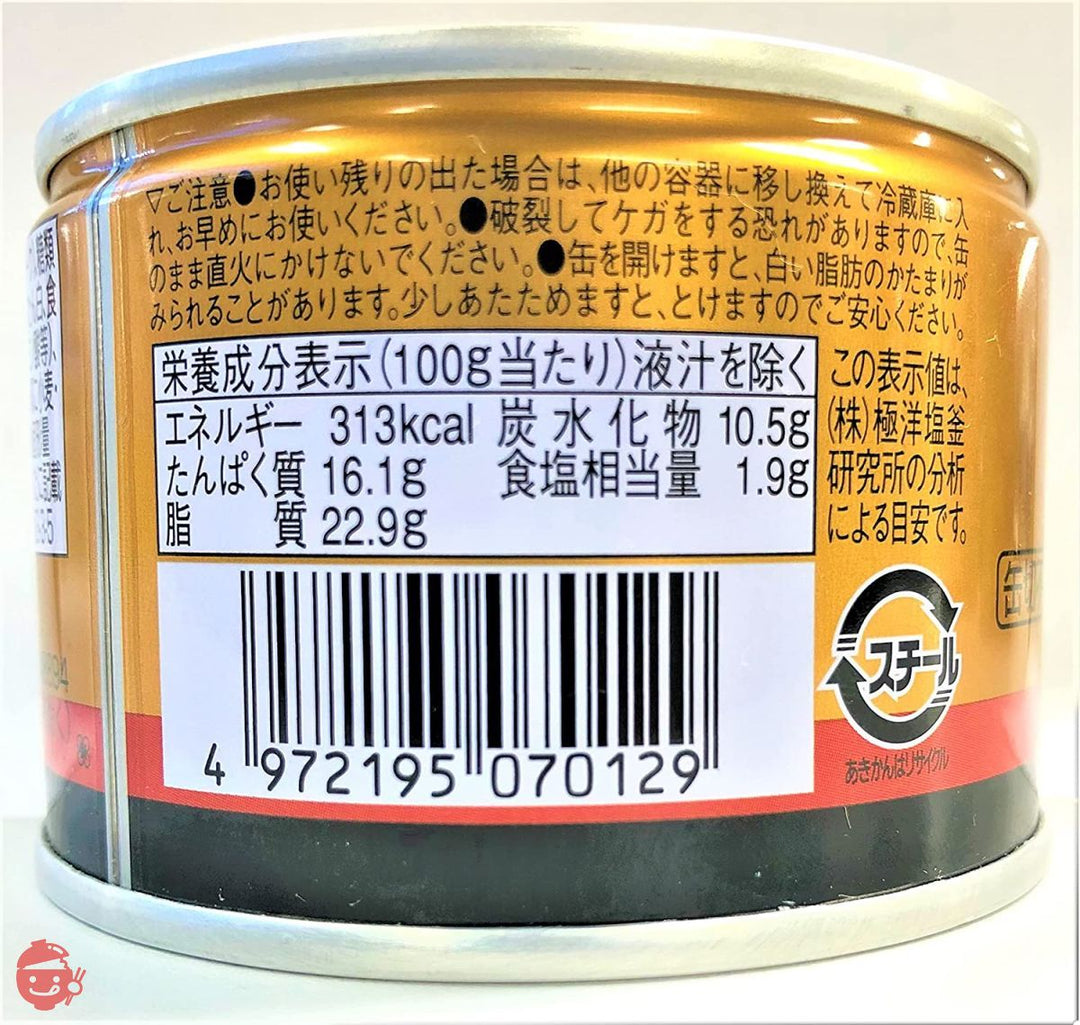 ▽ご注意●お使い残りの出た場合は、他の容器に移し換えて冷蔵庫に入
れ、お早めにお使いください。●破裂してケガをする恐れがありますので、缶
のまま直火にかけないでください。●缶を開けますと、白い脂肪のかたまりが
みられることがあります。少しあたためますと、とけますのでご安心ください。
栄養成分表示(100g当たり)液汁を除く
エネルギー 313kcal 炭水化物 10.5g
たんぱく質 16.1g 食塩相当量 1.9g
脂質 22.9g
この表示値は、
(株)極洋塩釜
研究所の分析
による目安です。
スチール
あきかんはリサイクル
4 972195 070129